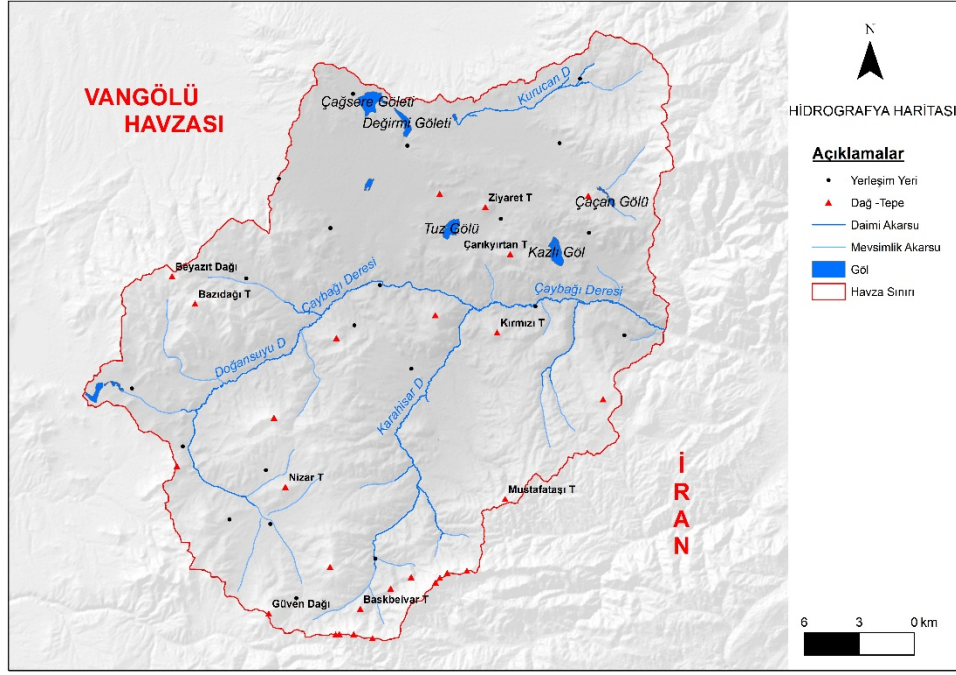 VANGÖLÜ
HAVZASI
Çağsere Göleti
Değirmi Göleti
Kurucan D
Ziyaret T
Tuz Gölü
Çarıkyırtan T
Kazlı Göl
Çaçan Gölü
Beyazıt Dağı
Bazıdağı T
Çaybağı Deresi
Çaybağı Deresi
Kırmızı T
Doğansuyu D
Karahisar D
Nizar T
Mustafataşı T
Güven Dağı
Baskbelvar T
İRAN
N
HİDROGRAFYA HARİTASI
Açıklamalar
Yerleşim Yeri
Dağ -Tepe
Daimi Akarsu
Mevsimlik Akarsu
Göl
Havza Sınırı
6 3 0 km